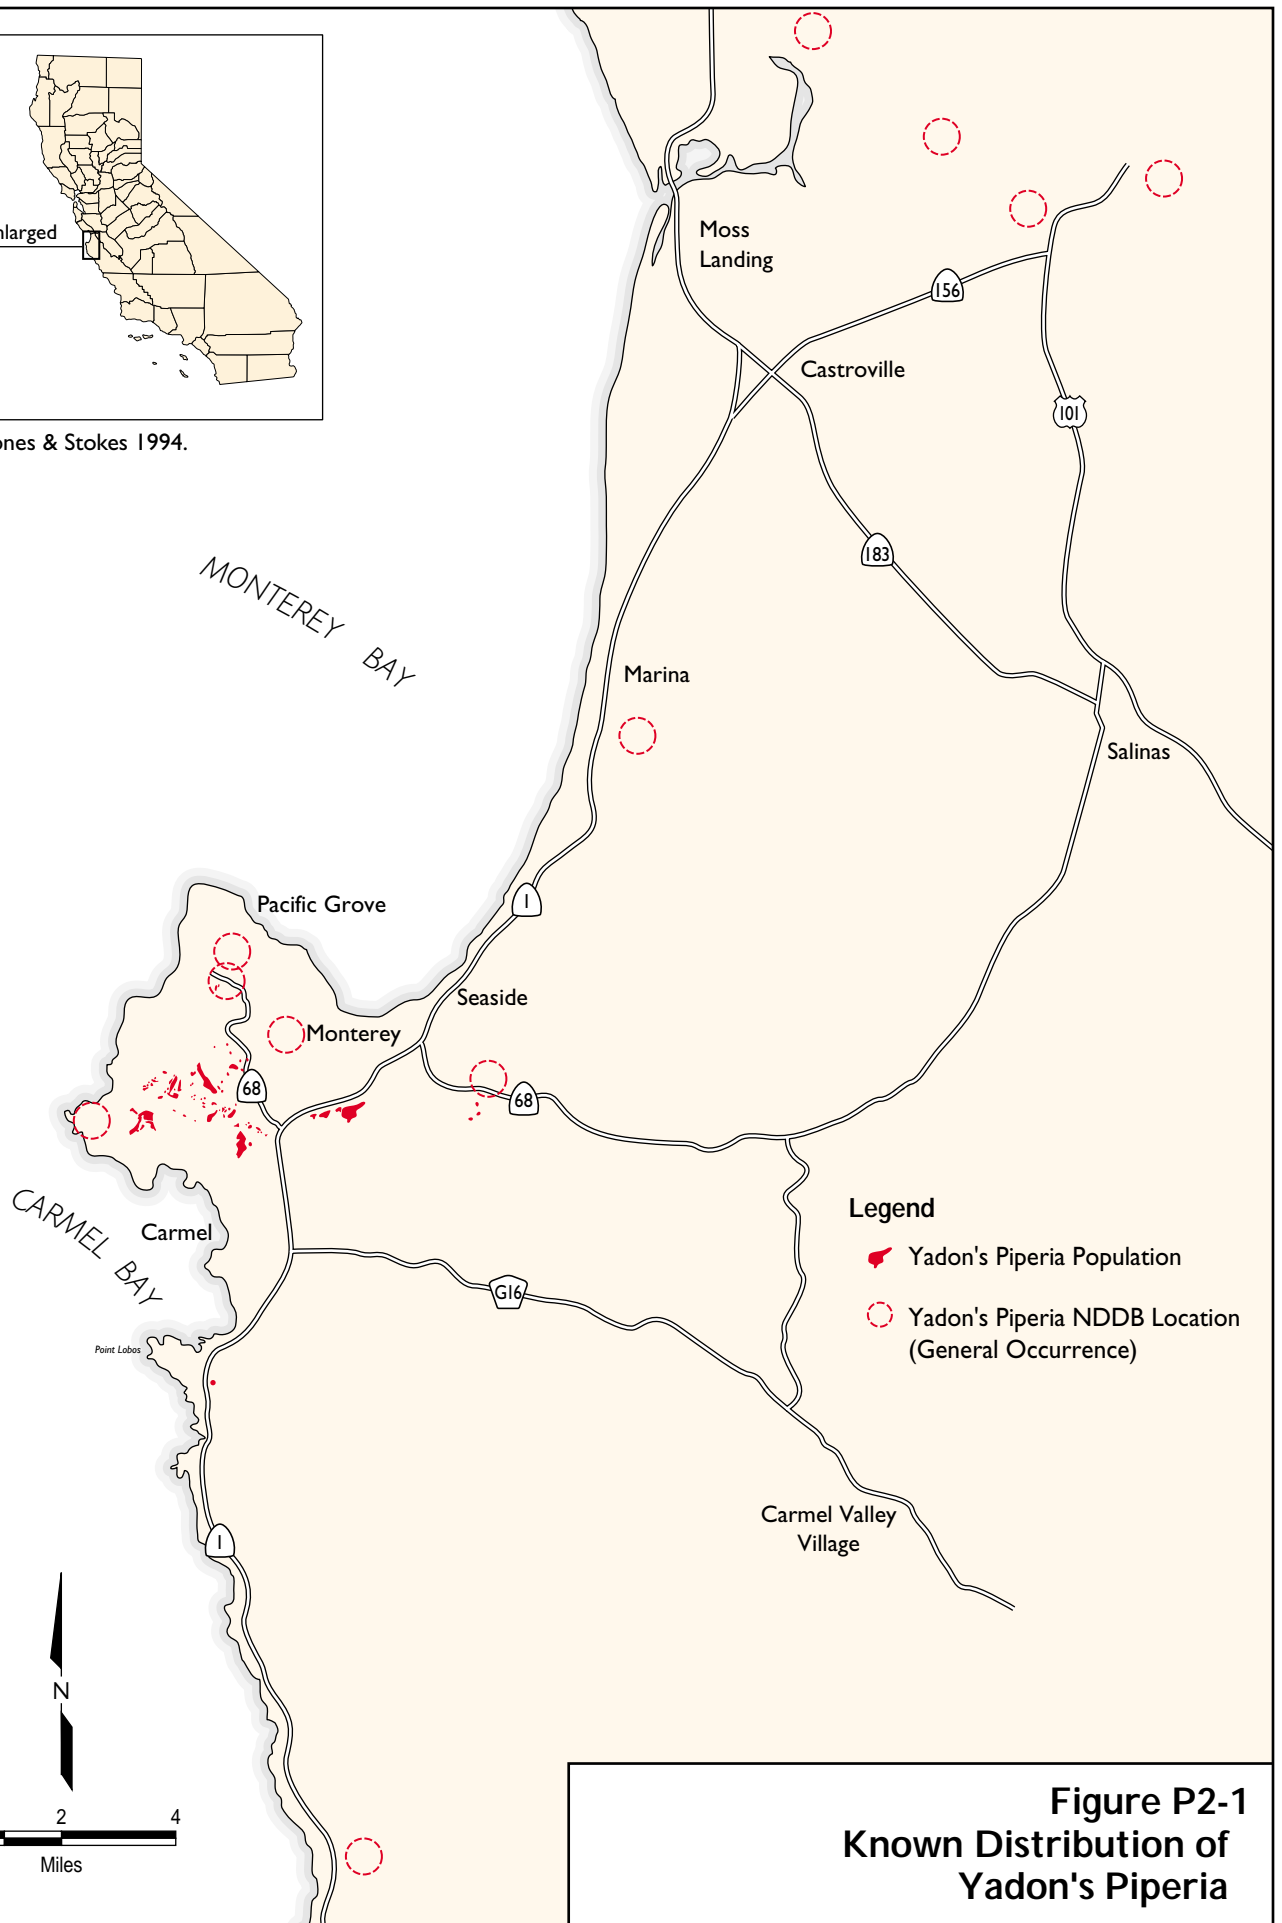 nlarged
ones & Stokes 1994.
Moss
Landing
156
Castroville
101
183
MONTEREY BAY
Marina
Salinas
Pacific Grove
1
Seaside
Monterey
68
68
CARMEL BAY
Carmel
Legend
Yadon's Piperia Population
G16
Yadon's Piperia NDDB Location
(General Occurrence)
Point Lobos
Carmel Valley
Village
1
N
2 4
Miles
Figure P2-1
Known Distribution of
Yadon's Piperia